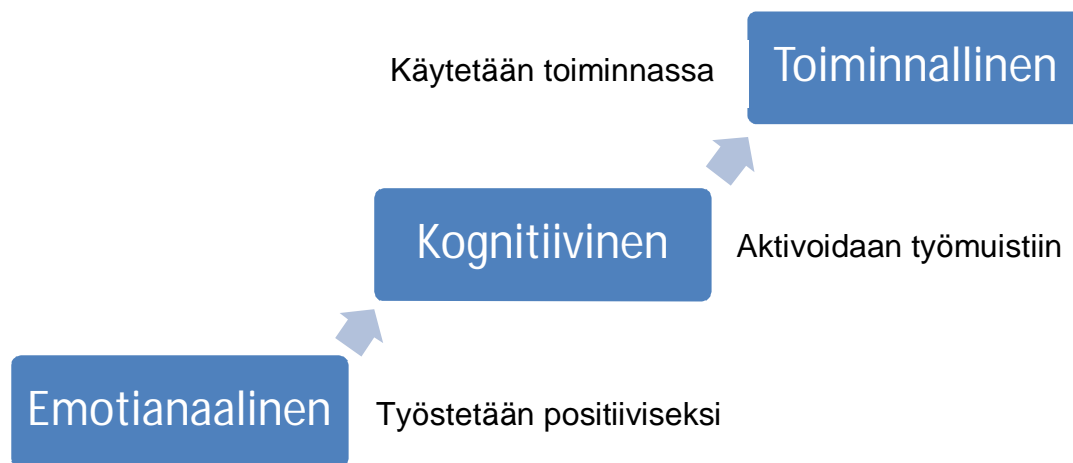 Käytetään toiminnassa
Toiminnallinen
Kognitiivinen
Aktivoidaan työmuistiin
Emotianaalinen
Työstetään positiiviseksi